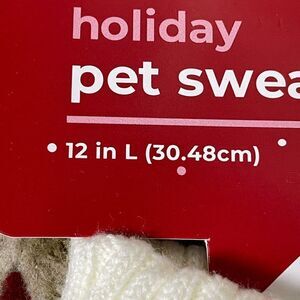 holiday
pet swea
• 12 in L (30.48cm)